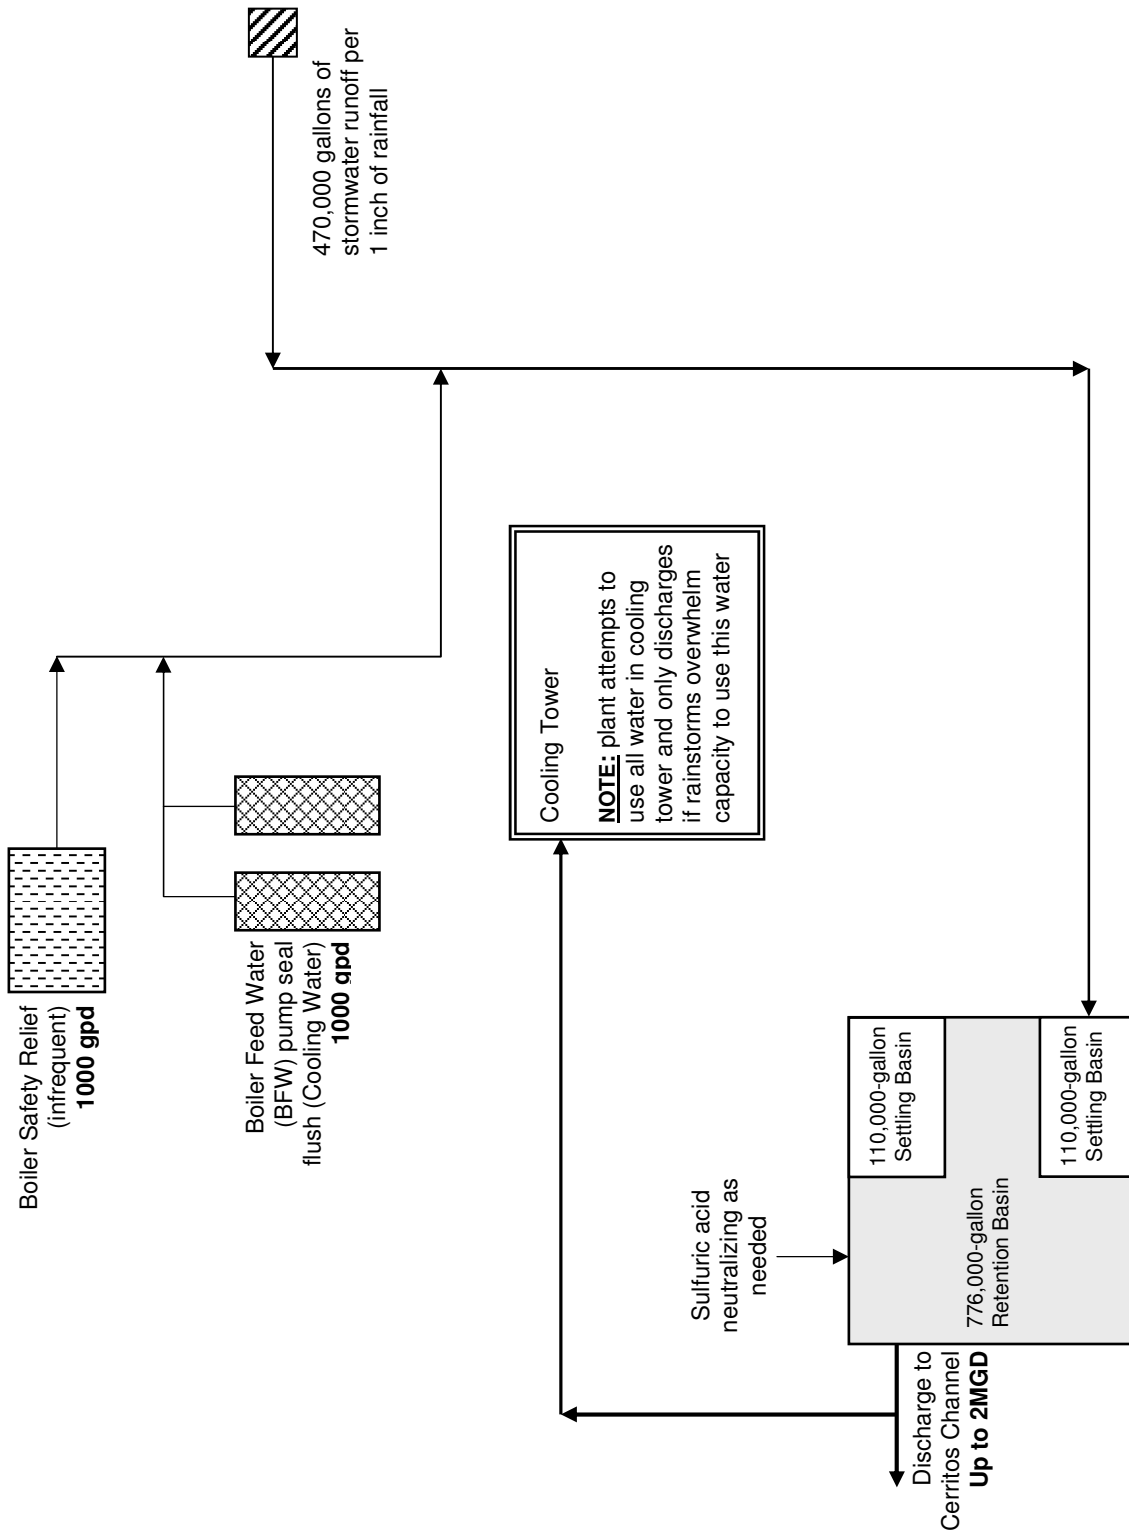 Boiler Safety Relief
(infrequent)
1000 gpd
Boiler Feed Water
(BFW) pump seal
flush (Cooling Water)
1000 gpd
470,000 gallons of
stormwater runoff per
1 inch of rainfall
Cooling Tower
NOTE: plant attempts to
use all water in cooling
tower and only discharges
if rainstorms overwhelm
capacity to use this water
Sulfuric acid
neutralizing as
needed
110,000-gallon
Settling Basin
776,000-gallon
Retention Basin
110,000-gallon
Settling Basin
Discharge to
Cerritos Channel
Up to 2MGD